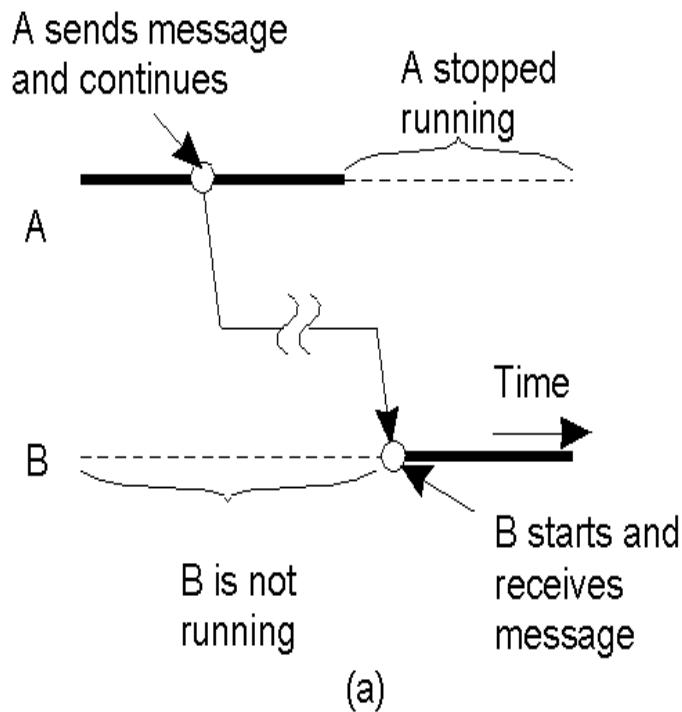 A sends message
and continues
A stopped
running
A
Time
B
B starts and
receives
message
B is not
running
(a)